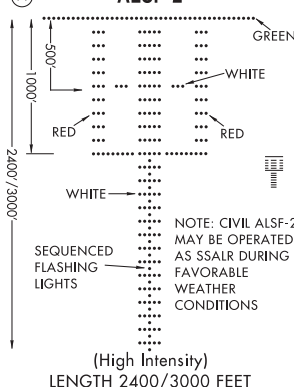 ALSF-2
GREEN
500'
1000'
WHITE
RED
RED
2400'/3000'
WHITE
NOTE: CIVIL ALSF-2
MAY BE OPERATED
AS SSALR DURING
FAVORABLE
WEATHER
CONDITIONS
SEQUENCED
FLASHING
LIGHTS
(High Intensity)
LENGTH 2400/3000 FEET